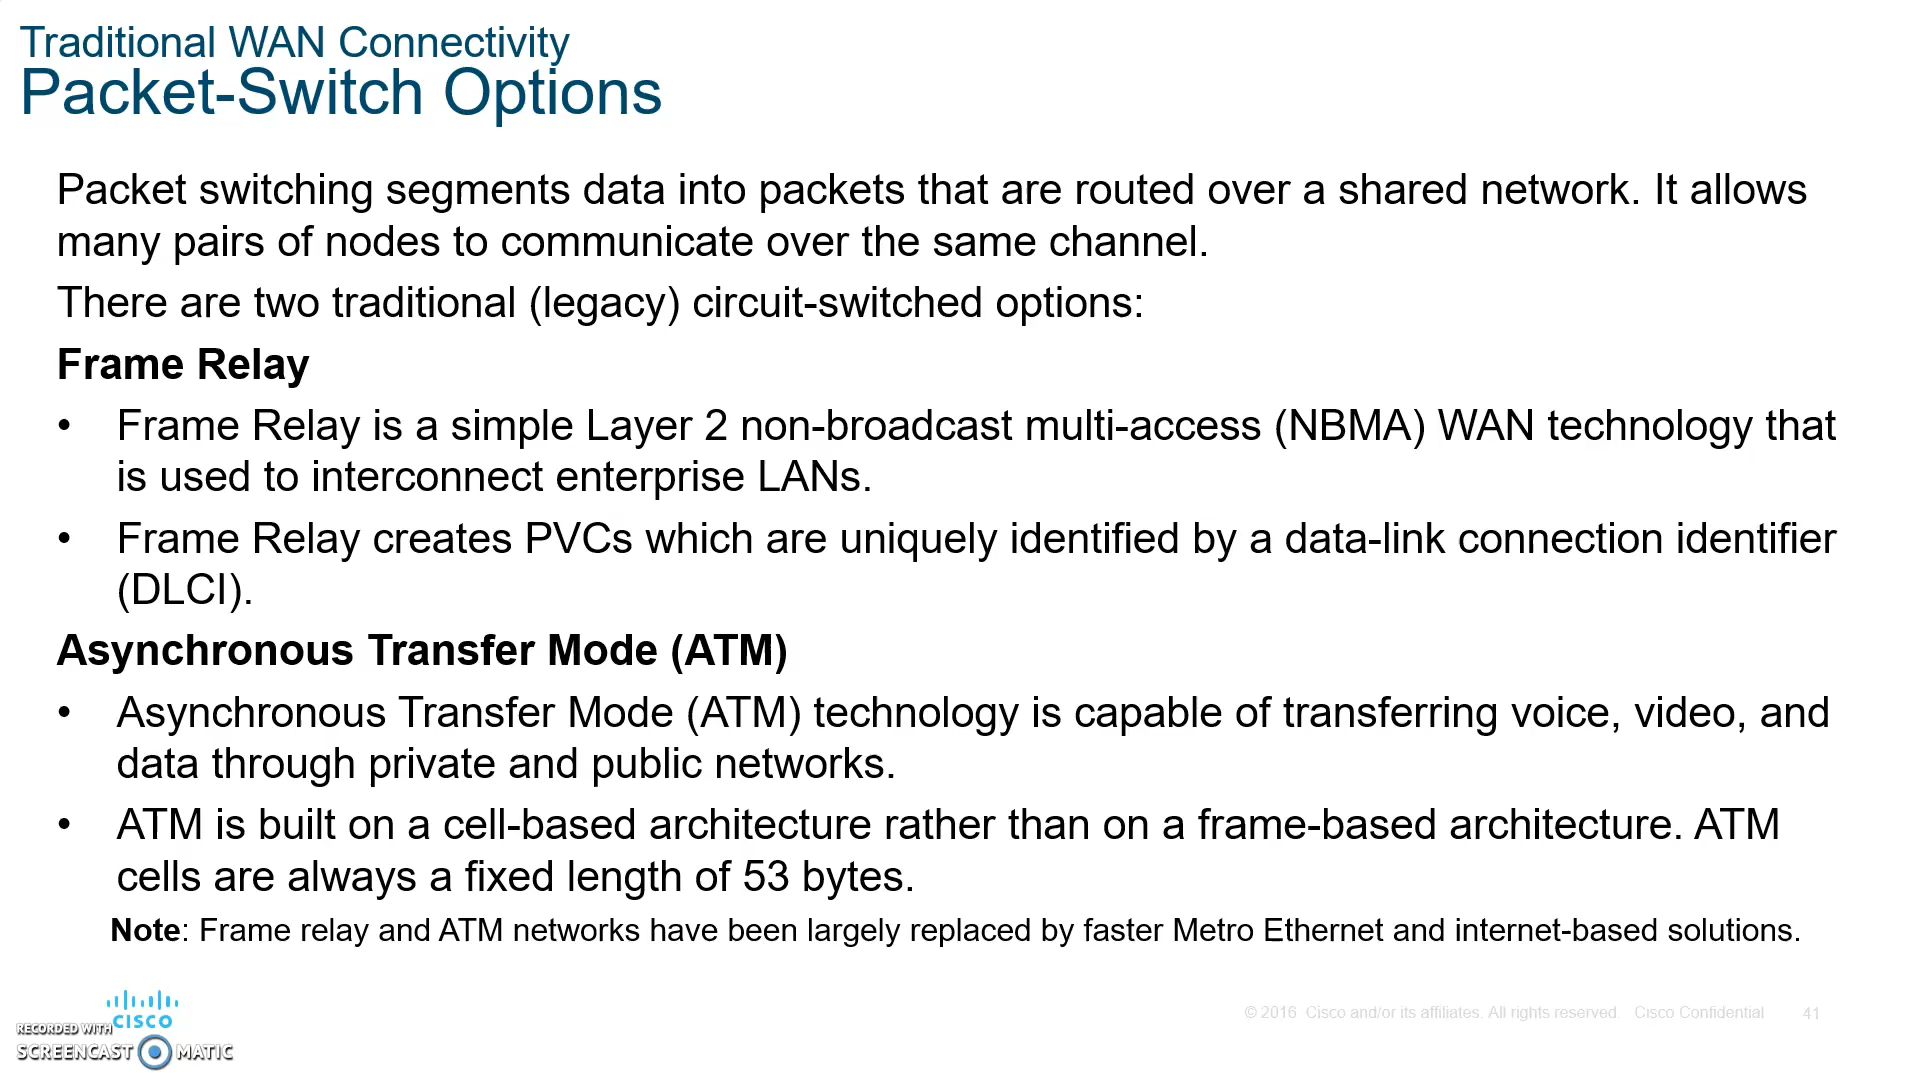 Traditional WAN Connectivity
Packet-Switch Options
Packet switching segments data into packets that are routed over a shared network. It allows
many pairs of nodes to communicate over the same channel.
There are two traditional (legacy) circuit-switched options:
Frame Relay
• Frame Relay is a simple Layer 2 non-broadcast multi-access (NBMA) WAN technology that
is used to interconnect enterprise LANs.
• Frame Relay creates PVCs which are uniquely identified by a data-link connection identifier
(DLCI).
Asynchronous Transfer Mode (ATM)
• Asynchronous Transfer Mode (ATM) technology is capable of transferring voice, video, and
data through private and public networks.
• ATM is built on a cell-based architecture rather than on a frame-based architecture. ATM
cells are always a fixed length of 53 bytes.
Note: Frame relay and ATM networks have been largely replaced by faster Metro Ethernet and internet-based solutions.
CISCO
© 2016 Cisco and/or its affiliates. All rights reserved. Cisco Confidential 41
RECORDED WITH
SCREENCAST MATIC